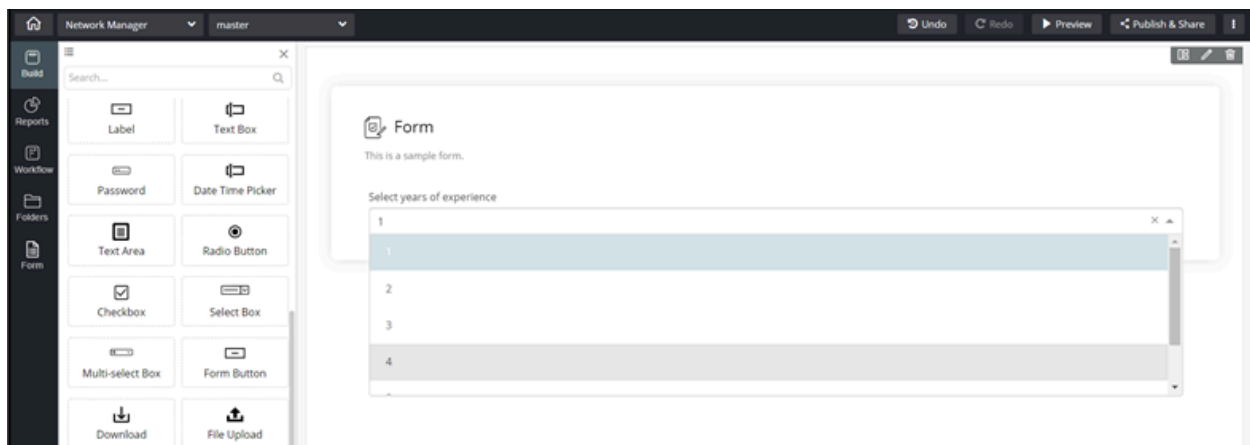 Network Manager
master
Undo
Redo
Preview
Publish & Share
Build
Reports
Workflow
Folders
Form
Search...
Label
Text Box
Password
Date Time Picker
Text Area
Radio Button
Checkbox
Select Box
Multi-select Box
Form Button
Download
File Upload
Form
This is a sample form.
Select years of experience
1
1
2
3
4